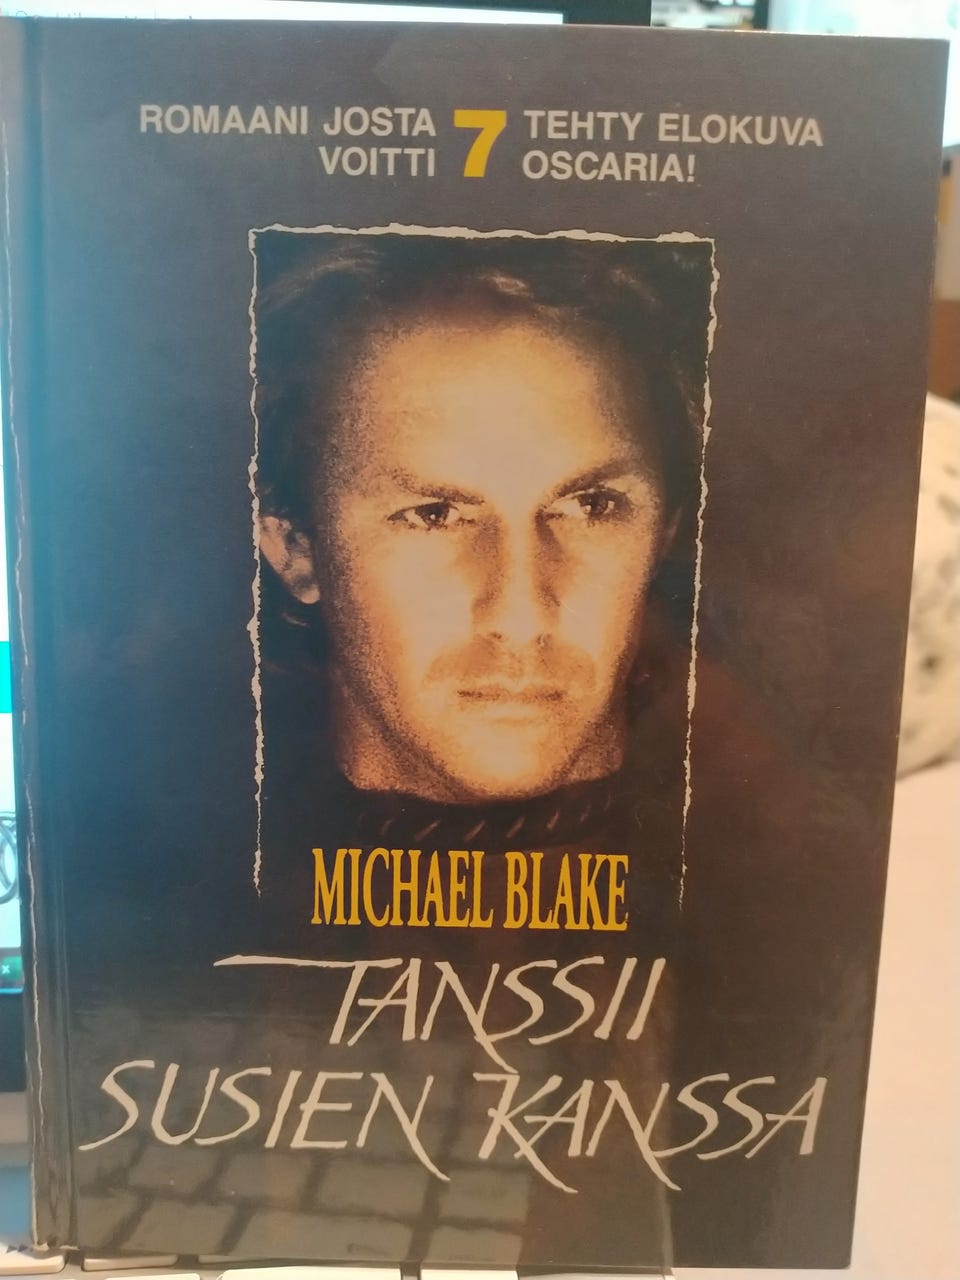 ROMAANI JOSTA 7 TEHTY ELOKUVA
VOITTI OSCARIA!
MICHAEL BLAKE
TANSSII
SUSIEN KANSSA